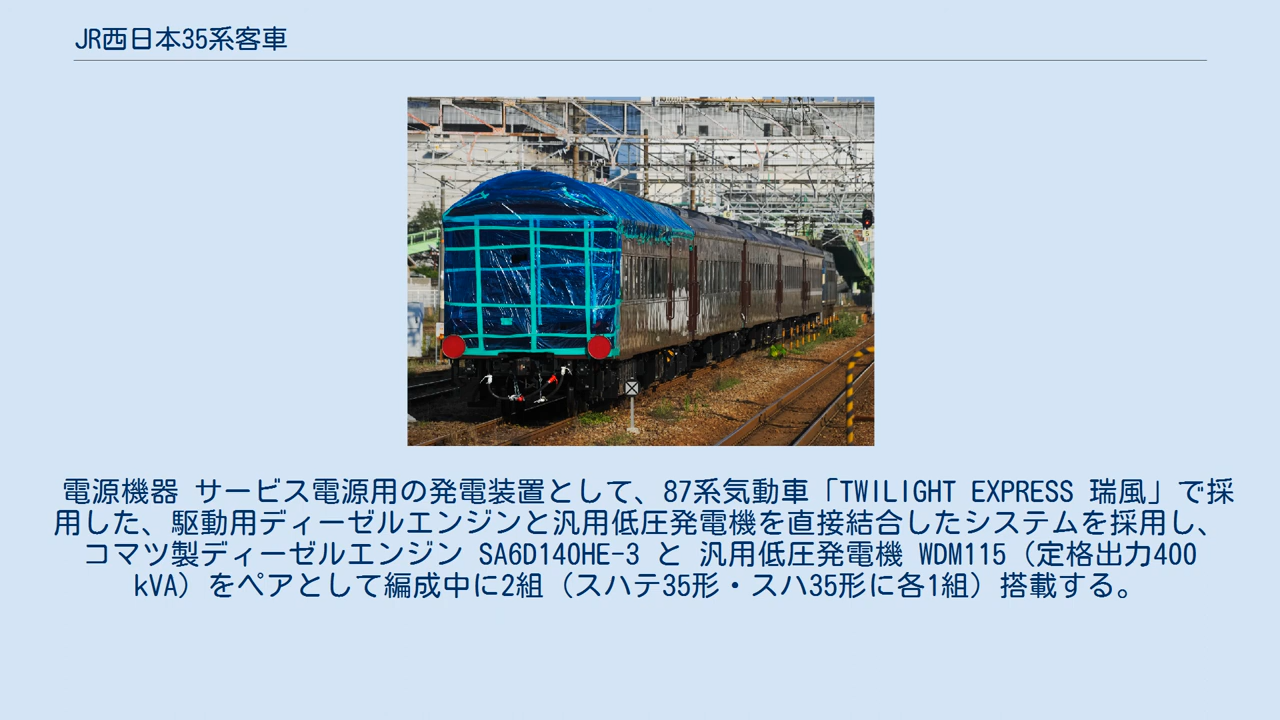 JR西日本35系客車
電源機器 サービス電源用の発電装置として、87系気動車「TWILIGHT EXPRESS 瑞風」で採
用した、駆動用ディーゼルエンジンと汎用低圧発電機を直接結合したシステムを採用し、
コマツ製ディーゼルエンジン SA6D140HE-3 と 汎用低圧発電機 WDM115（定格出力400
kVA）をペアとして編成中に2組（スハテ35形・スハ35形に各1組）搭載する。